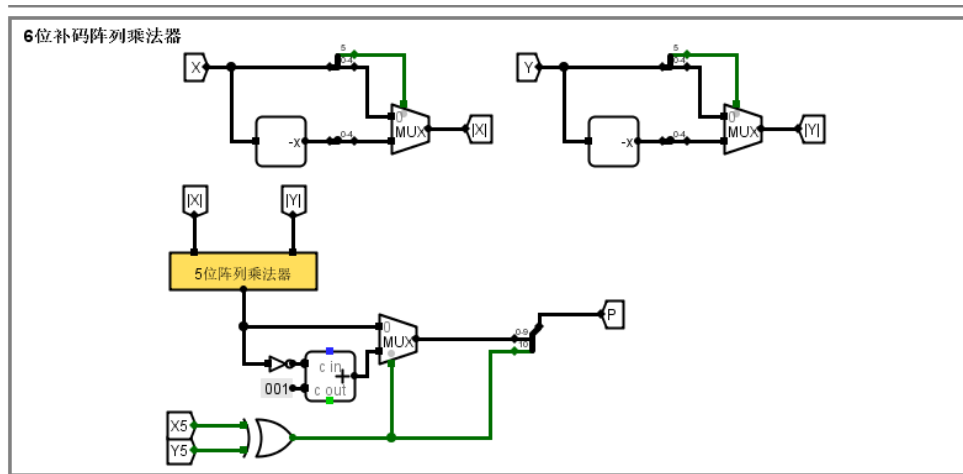 6位补码阵列乘法器
5 5
X 0-4 Y 0-4
0 0
-x 0-4 MUX |X| -x 0-4 MUX |Y|
|X| |Y|
5位阵列乘法器
0 0-9 P
MUX 10
c in
+
001 c out
X5
Y5